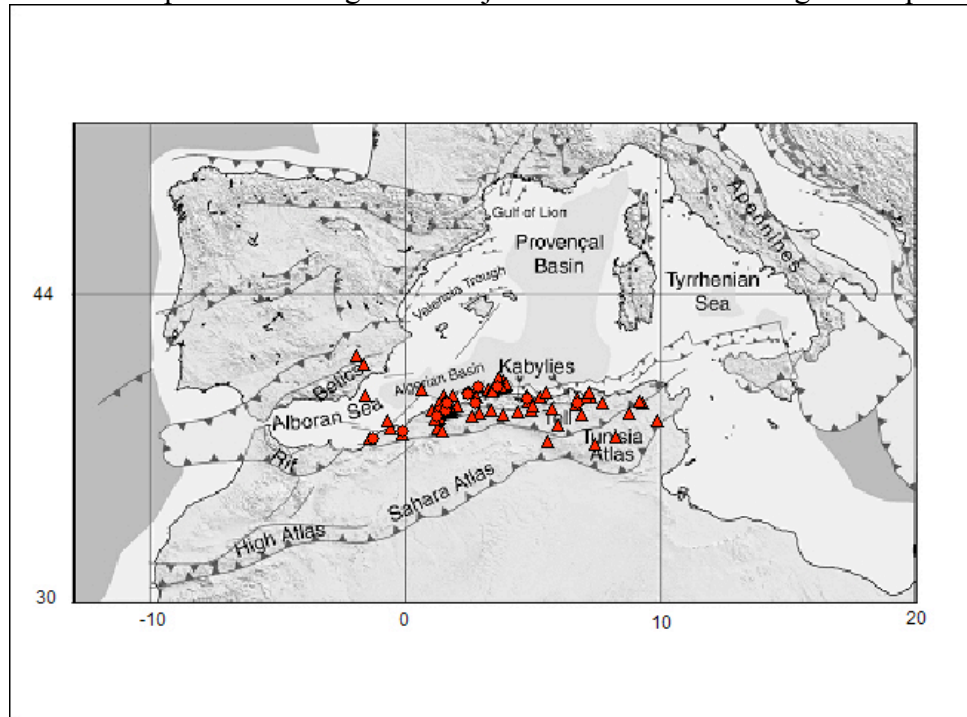 Gulf of Lion
Provençal
Basin
Apennines
Valencia Trough
Tyrrhenian
Sea
44
Kabylies
Algerian Basin
Betics
Alboran Sea
Tell
Tunisia
Atlas
Rif
Sahara Atlas
High Atlas
30
-10
0
10
20